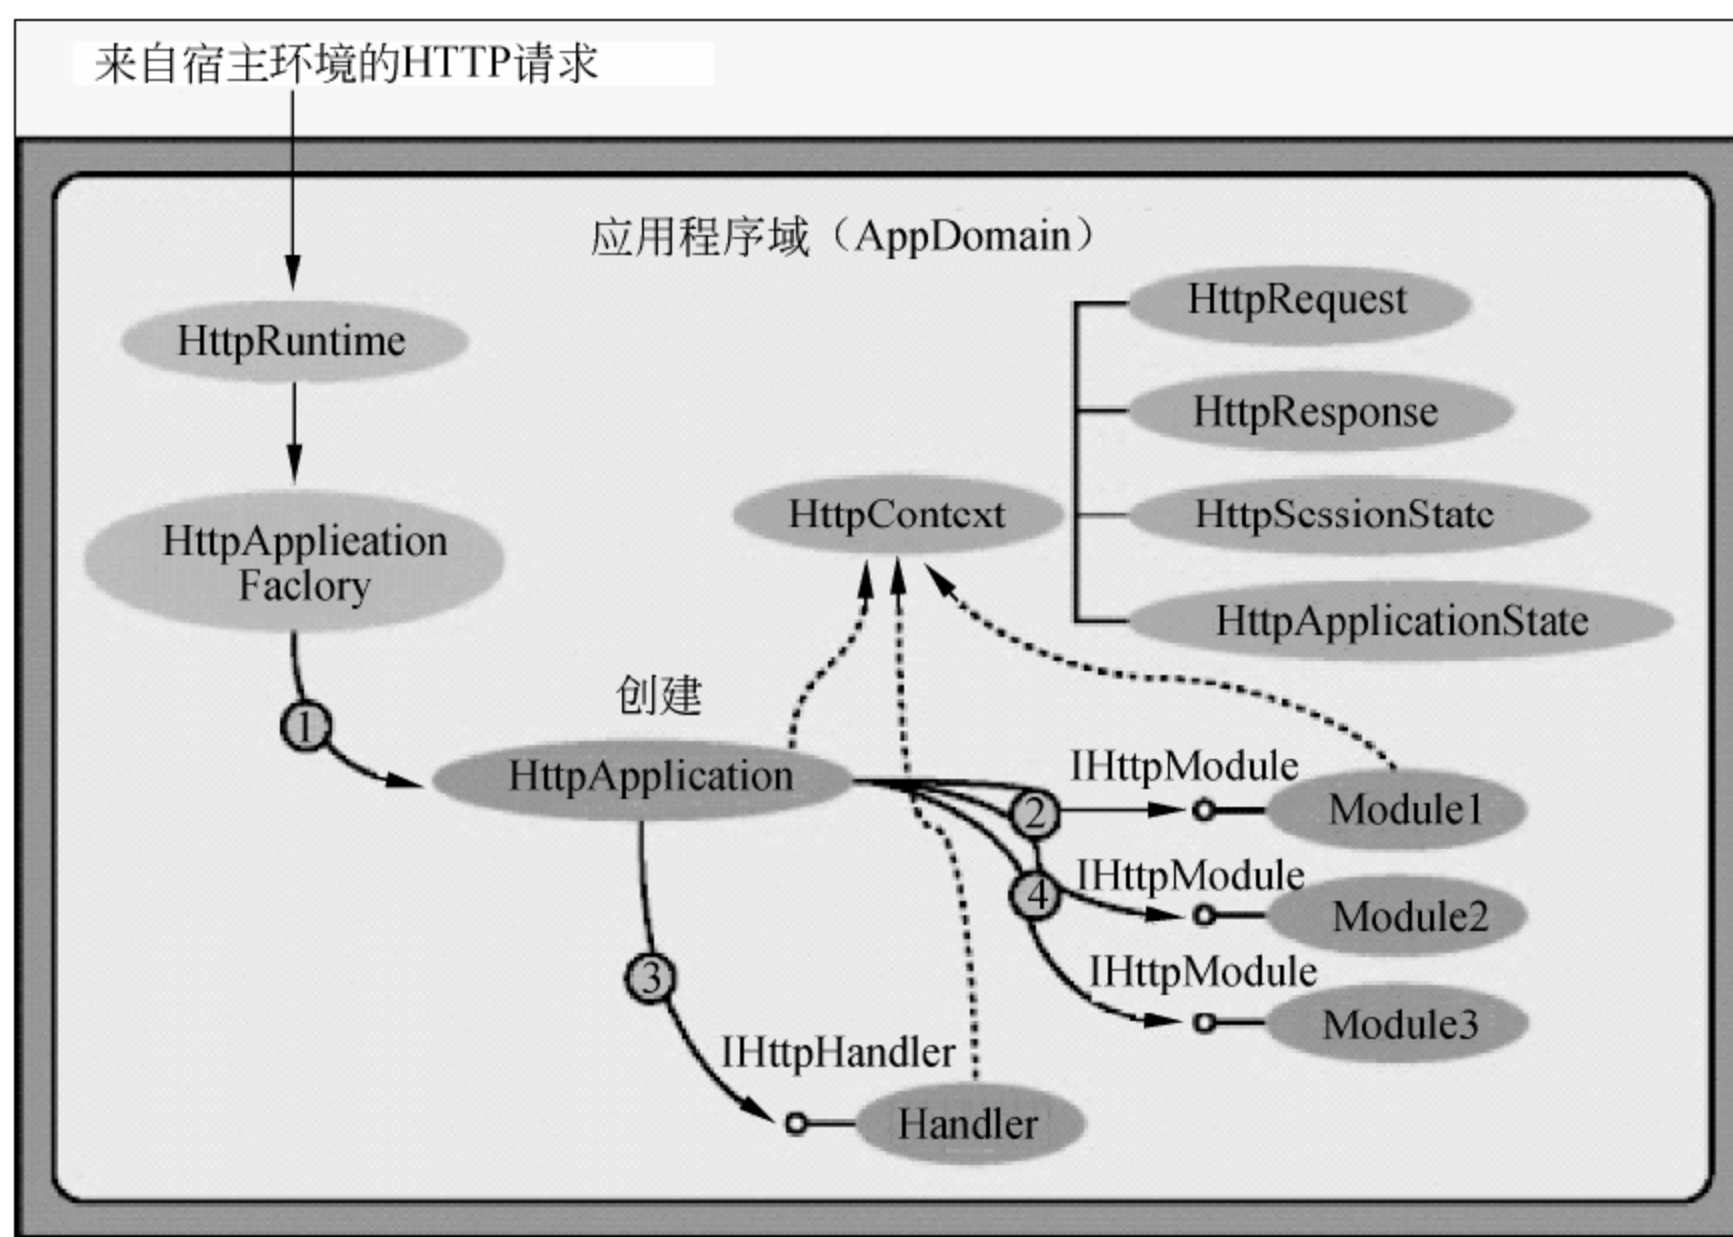 来自宿主环境的HTTP请求
应用程序域（AppDomain）
HttpRuntime
HttpApplieation
Faclory
HttpContext
HttpRequest
HttpResponse
HttpSessionState
HttpApplicationState
创建
①
HttpApplication
②
④
③
IHttpModule
Module1
IHttpModule
Module2
IHttpModule
Module3
IHttpHandler
Handler